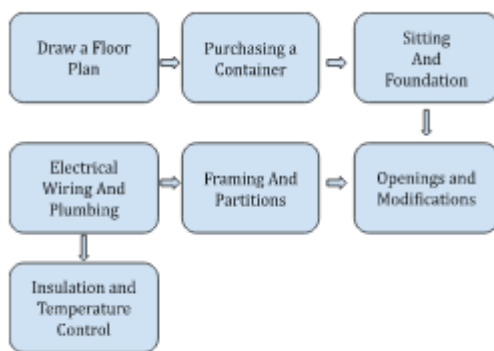 Draw a Floor
Plan
Purchasing a
Container
Sitting
And
Foundation
Electrical
Wiring And
Plumbing
Framing And
Partitions
Openings and
Modifications
Insulation and
Temperature
Control